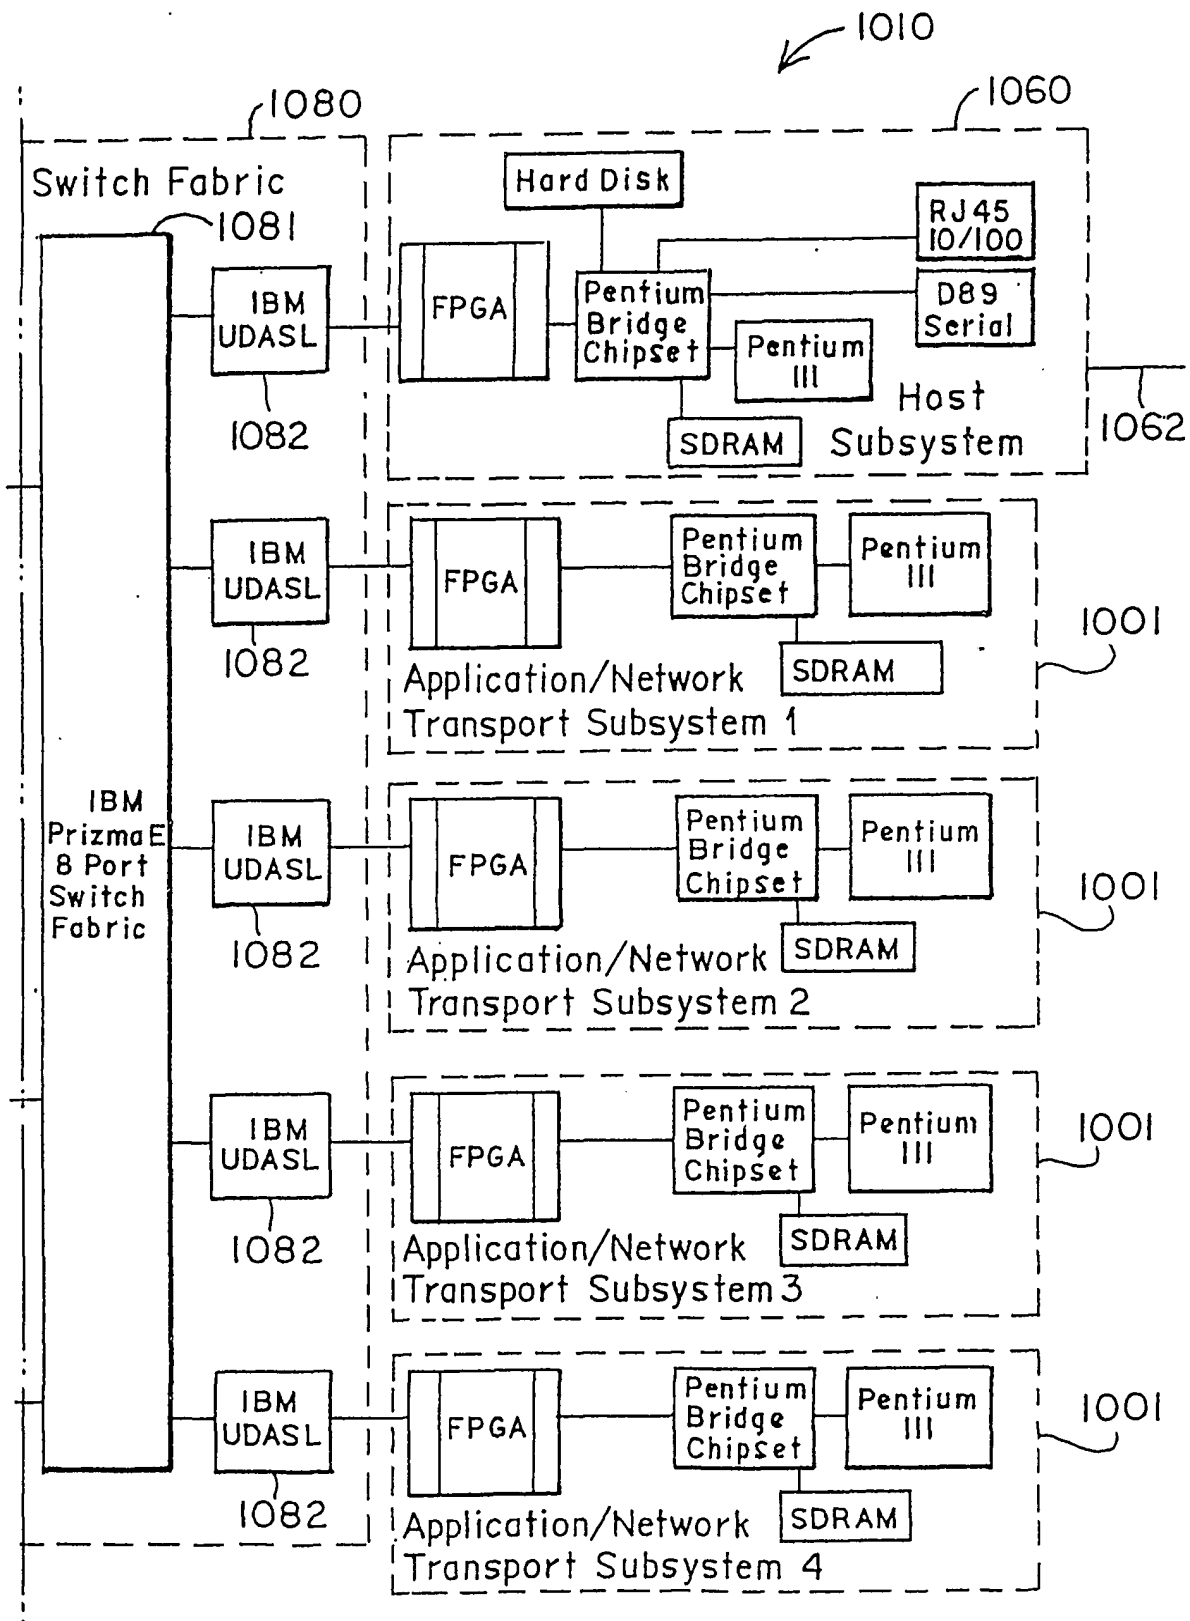 1010
1080
1060
Switch Fabric
1081
Hard Disk
RJ45
10/100
IBM
UDASL
FPGA
Pentium
Bridge
Chipset
D89
Serial
Pentium
III
1082
SDRAM
Host
Subsystem
1062
IBM
UDASL
FPGA
Pentium
Bridge
Chipset
Pentium
III
1082
SDRAM
1001
Application/Network
Transport Subsystem 1
IBM
PrizmaE
8 Port
Switch
Fabric
IBM
UDASL
FPGA
Pentium
Bridge
Chipset
Pentium
III
1082
SDRAM
1001
Application/Network
Transport Subsystem 2
IBM
UDASL
FPGA
Pentium
Bridge
Chipset
Pentium
III
1001
1082
SDRAM
Application/Network
Transport Subsystem 3
IBM
UDASL
FPGA
Pentium
Bridge
Chipset
Pentium
III
1001
1082
SDRAM
Application/Network
Transport Subsystem 4